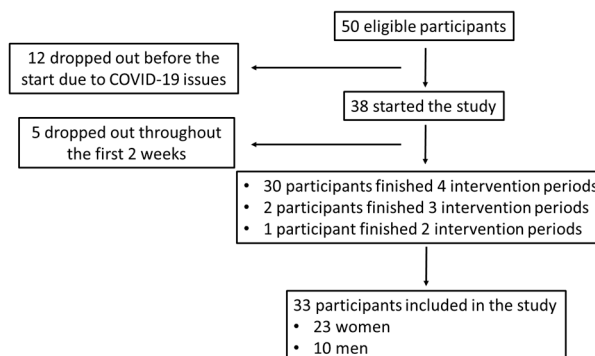 50 eligible participants
12 dropped out before the
start due to COVID-19 issues
38 started the study
5 dropped out throughout
the first 2 weeks
• 30 participants finished 4 intervention periods
• 2 participants finished 3 intervention periods
• 1 participant finished 2 intervention periods
33 participants included in the study
• 23 women
• 10 men